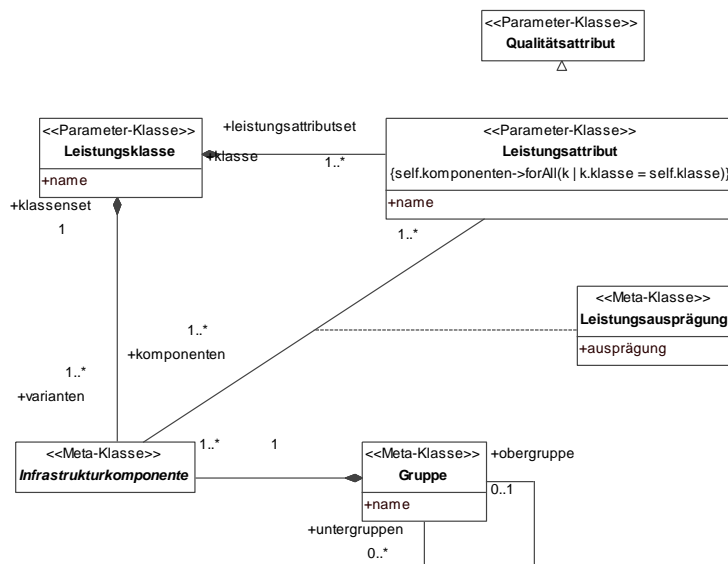 <<Parameter-Klasse>>
Qualitätsattribut
<<Parameter-Klasse>>
Leistungsklasse
+name
+leistungsattributset
+klasse
1..*
<<Parameter-Klasse>>
Leistungsattribut
{self.komponenten->forAll(k | k.klasse = self.klasse)}
+name
+klassenset
1
1..*
<<Meta-Klasse>>
Leistungsausprägung
+ausprägung
1..*
+komponenten
1..*
+varianten
<<Meta-Klasse>>
Infrastrukturkomponente
1..*
1
<<Meta-Klasse>>
Gruppe
+name
+obergruppe
0..1
+untergruppen
0..*